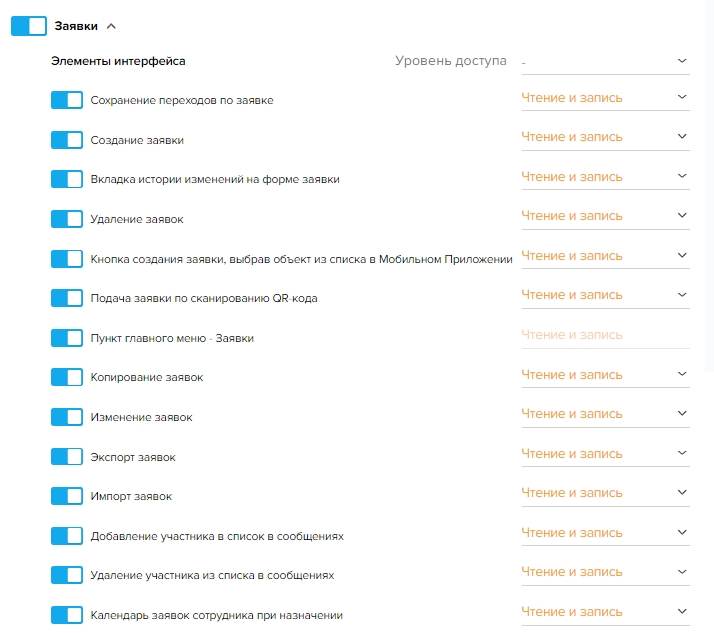 Заявки
Элементы интерфейса Уровень доступа -
Сохранение переходов по заявке Чтение и запись
Создание заявки Чтение и запись
Вкладка истории изменений на форме заявки Чтение и запись
Удаление заявок Чтение и запись
Кнопка создания заявки, выбрав объект из списка в Мобильном Приложении Чтение и запись
Подача заявки по сканированию QR-кода Чтение и запись
Пункт главного меню - Заявки Чтение и запись
Копирование заявок Чтение и запись
Изменение заявок Чтение и запись
Экспорт заявок Чтение и запись
Импорт заявок Чтение и запись
Добавление участника в список в сообщениях Чтение и запись
Удаление участника из списка в сообщениях Чтение и запись
Календарь заявок сотрудника при назначении Чтение и запись